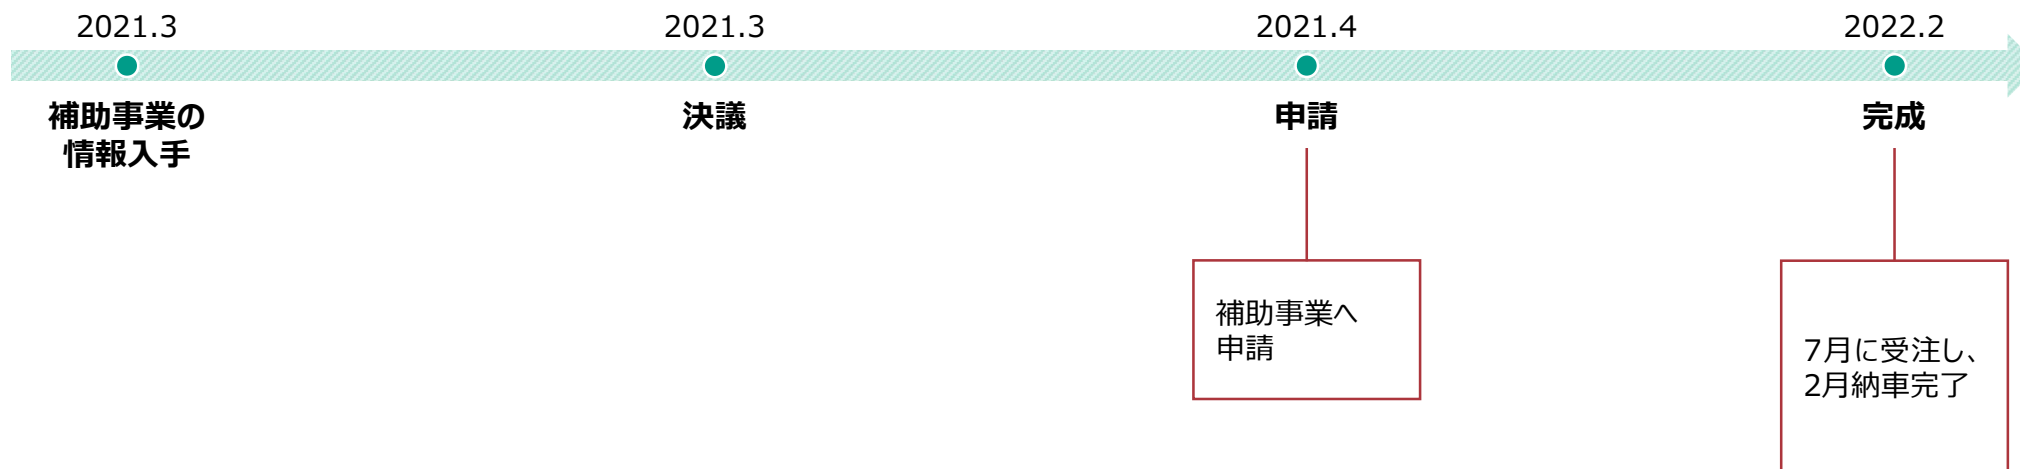 2021.3
2021.3
2021.4
2022.2
補助事業の
情報入手
決議
申請
完成
補助事業へ
申請
7月に受注し、
2月納車完了